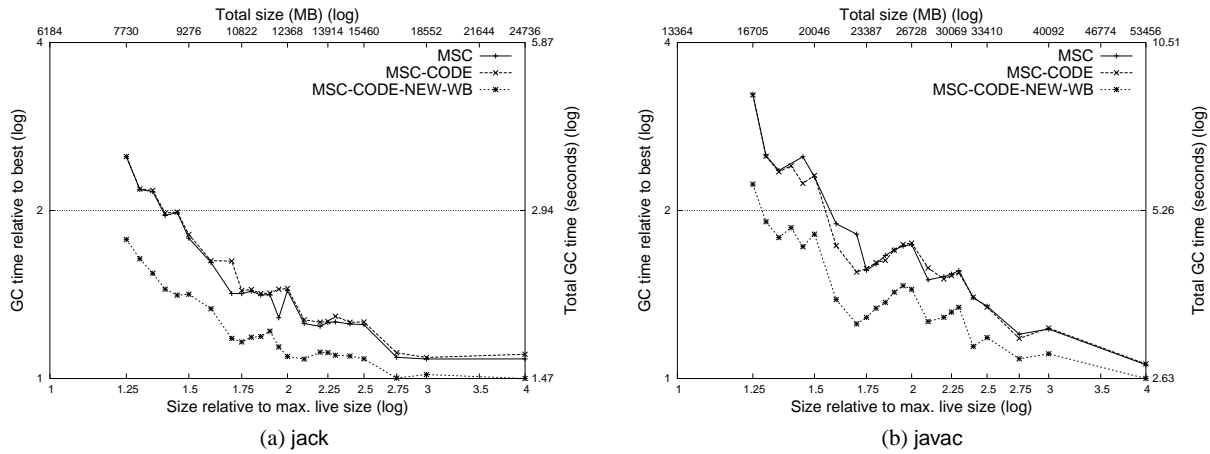 Total size (MB) (log)
6184 7730 9276 10822 12368 13914 15460 18552 21644 24736
4 5.87
MSC
MSC-CODE
MSC-CODE-NEW-WB
GC time relative to best (log)
Total GC time (seconds) (log)
2 2.94
1 1.47
1 1.25 1.5 1.75 2 2.25 2.5 2.75 3 3.5 4
Size relative to max. live size (log)
(a) jack
Total size (MB) (log)
13364 16705 20046 23387 26728 30069 33410 40092 46774 53456
4 10.51
MSC
MSC-CODE
MSC-CODE-NEW-WB
GC time relative to best (log)
Total GC time (seconds) (log)
2 5.26
1 2.63
1 1.25 1.5 1.75 2 2.25 2.5 2.75 3 3.5 4
Size relative to max. live size (log)
(b) javac